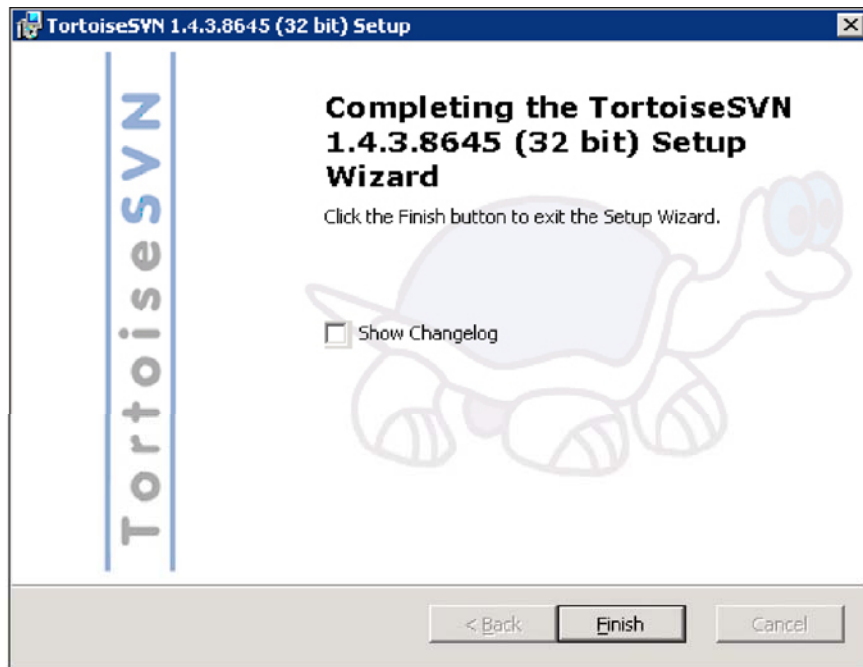 TortoiseSVN 1.4.3.8645 (32 bit) Setup
TortoiseSVN
Completing the TortoiseSVN
1.4.3.8645 (32 bit) Setup
Wizard
Click the Finish button to exit the Setup Wizard.
Show Changelog
< Back Finish Cancel